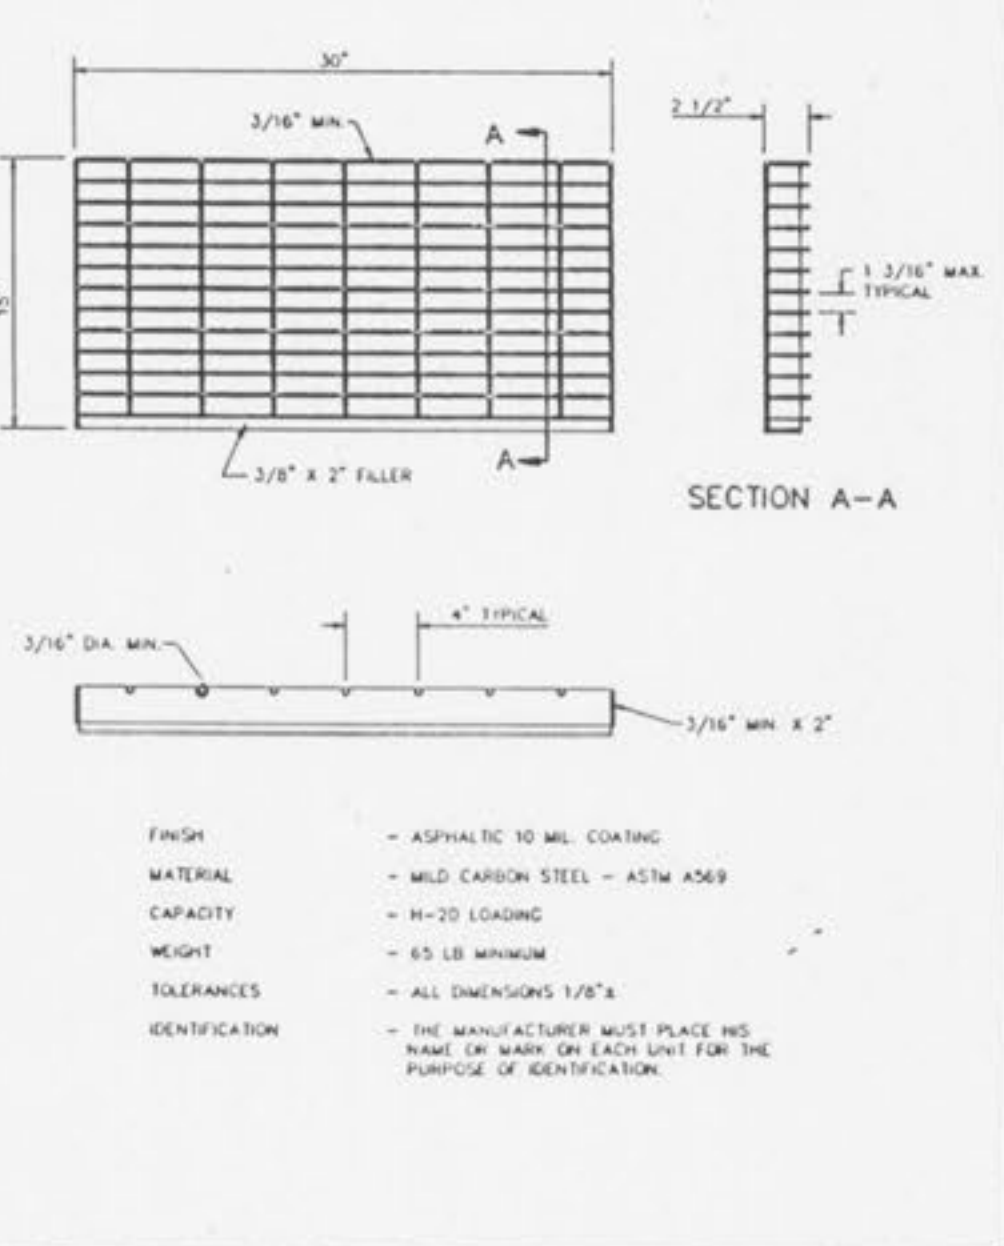 30"
2 1/2"
3/16" MIN.
A
1 3/16" MAX.
TYPICAL
A
3/8" X 2" FILLER
SECTION A-A
4" TYPICAL
3/16" DIA. MIN.
3/16" MIN. X 2"
FINISH - ASPHALTIC 10 MIL. COATING
MATERIAL - MILD CARBON STEEL - ASTM A569
CAPACITY - H-20 LOADING
WEIGHT - 65 LB MINIMUM
TOLERANCES - ALL DIMENSIONS 1/8"±
IDENTIFICATION - THE MANUFACTURER MUST PLACE HIS
NAME OR MARK ON EACH UNIT FOR THE
PURPOSE OF IDENTIFICATION.